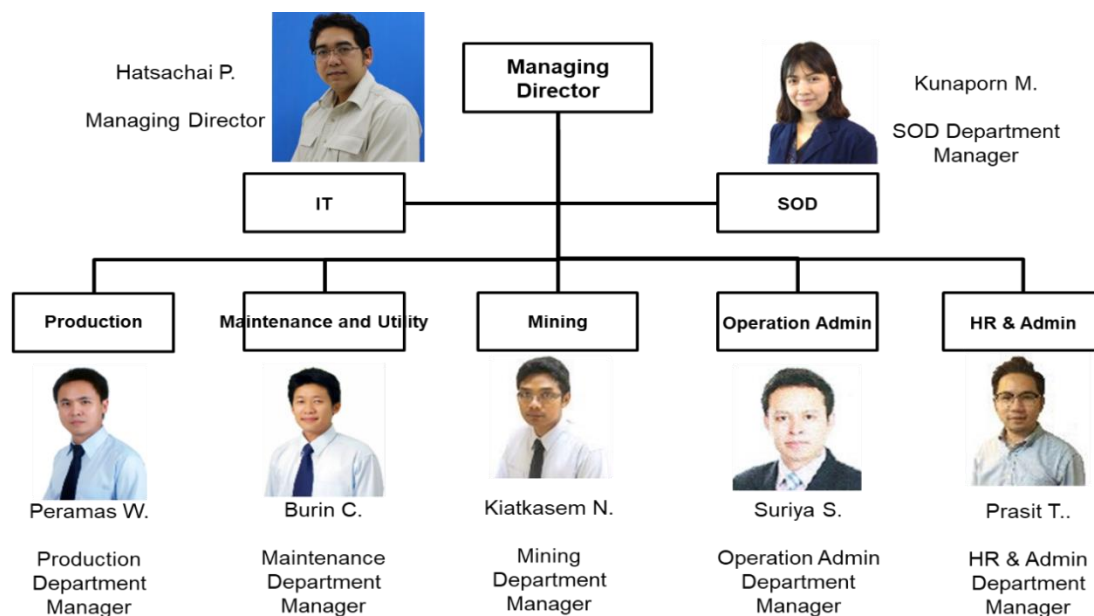 Hatsachai P.
Managing Director
Managing
Director
Kunaporn M.
SOD Department
Manager
IT
SOD
Production
Maintenance and Utility
Mining
Operation Admin
HR & Admin
Peramas W.
Production
Department
Manager
Burin C.
Maintenance
Department
Manager
Kiatkasem N.
Mining
Department
Manager
Suriya S.
Operation Admin
Department
Manager
Prasit T..
HR & Admin
Department
Manager